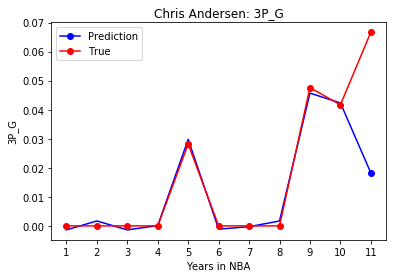 Chris Andersen: 3P_G
Prediction
True
3P_G
0.07
0.06
0.05
0.04
0.03
0.02
0.01
0.00
1 2 3 4 5 6 7 8 9 10 11
Years in NBA